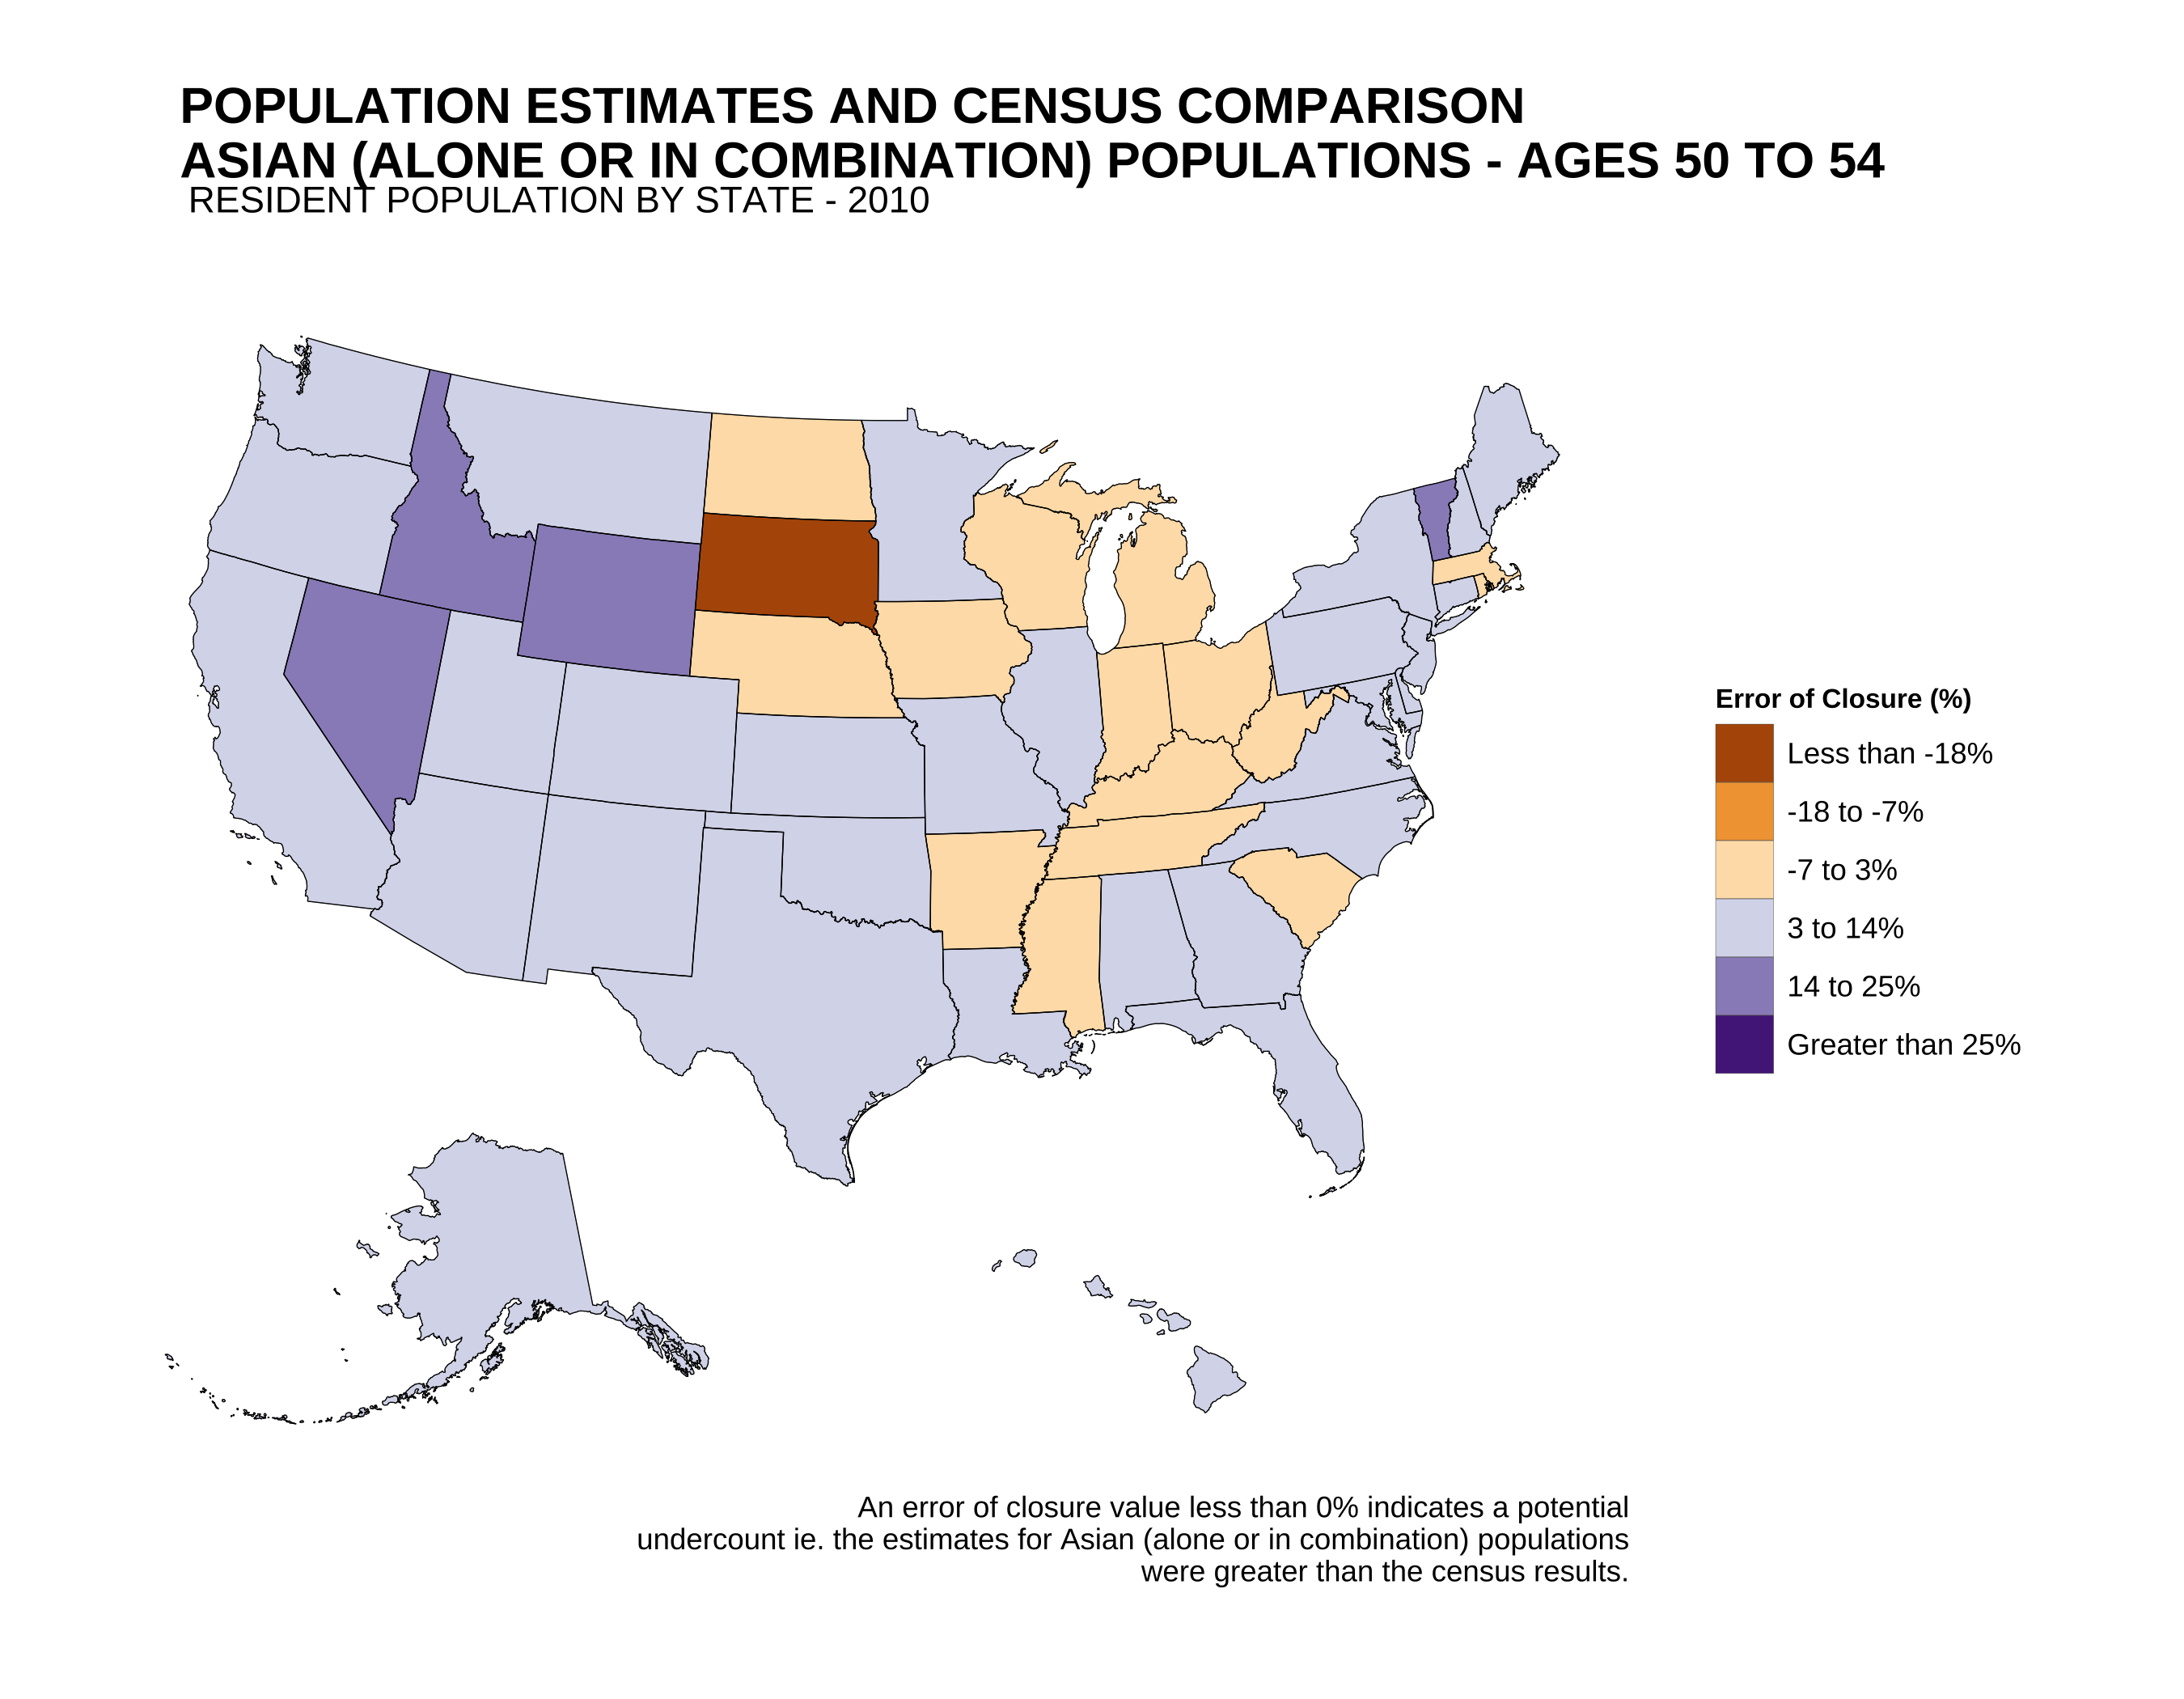 POPULATION ESTIMATES AND CENSUS COMPARISON
ASIAN (ALONE OR IN COMBINATION) POPULATIONS - AGES 50 TO 54
RESIDENT POPULATION BY STATE - 2010
Error of Closure (%)
Less than -18%
-18 to -7%
-7 to 3%
3 to 14%
14 to 25%
Greater than 25%
An error of closure value less than 0% indicates a potential
undercount ie. the estimates for Asian (alone or in combination) populations
were greater than the census results.